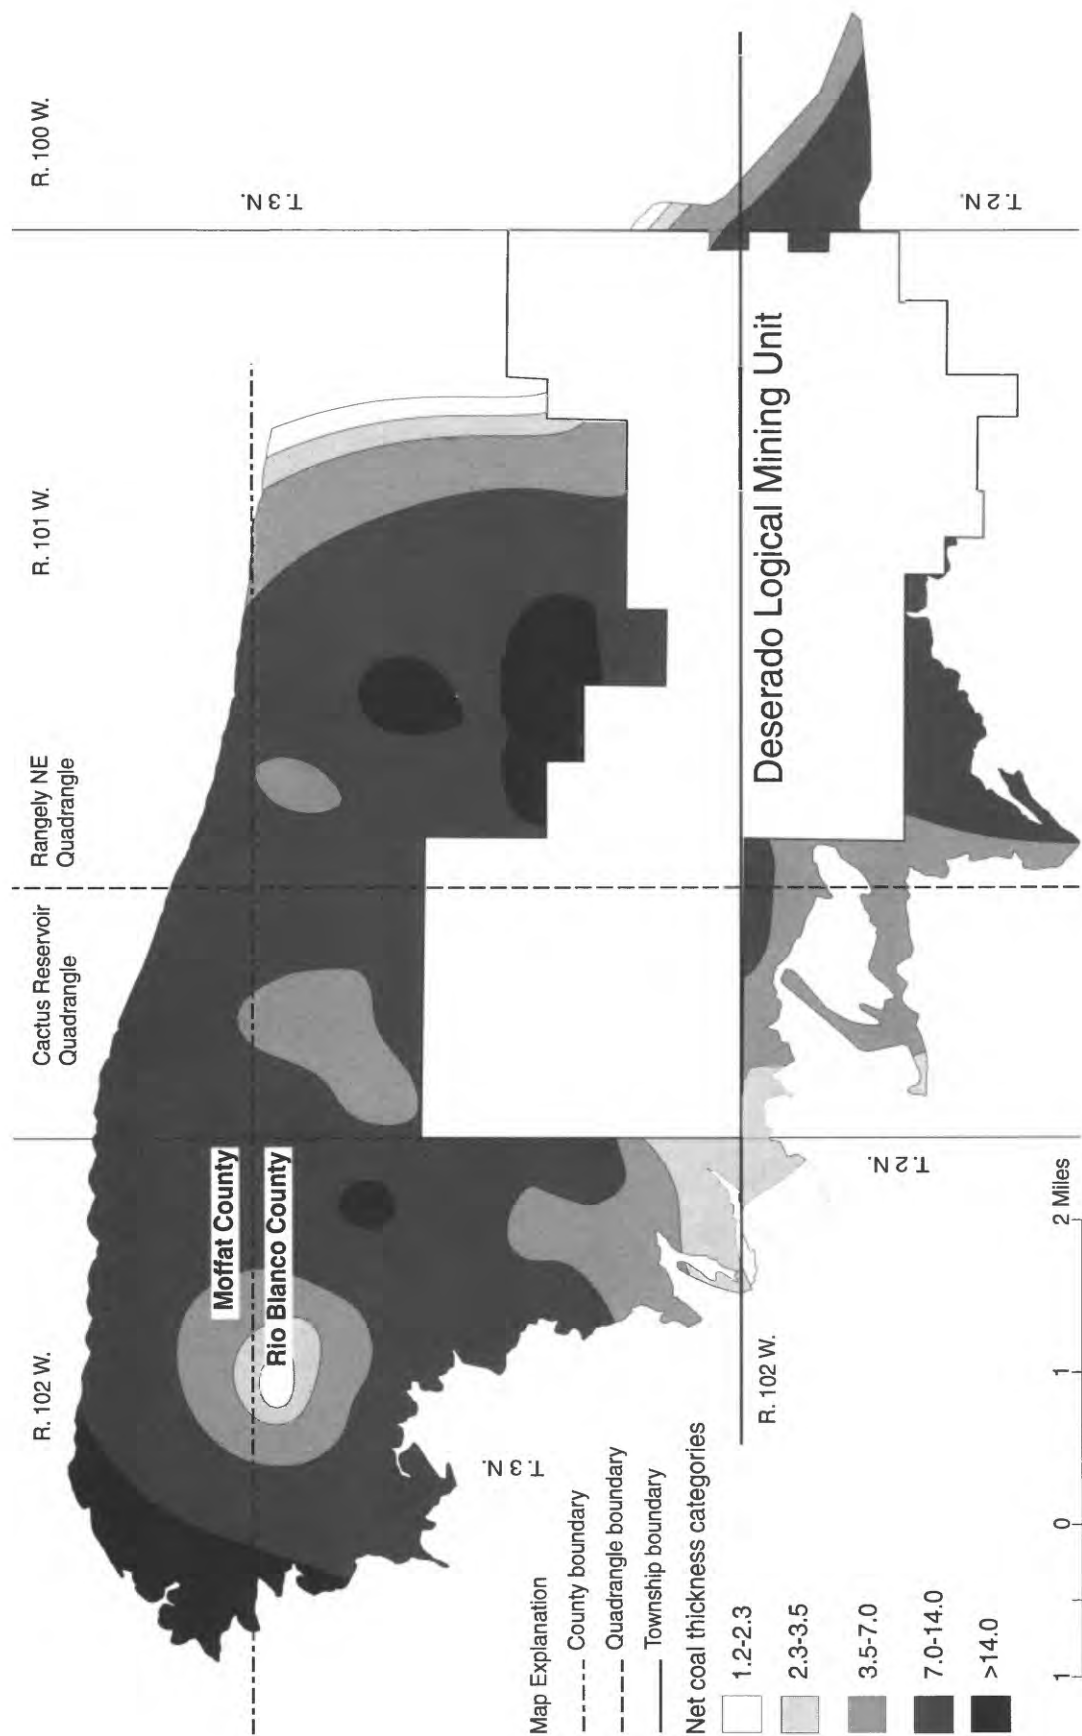 R. 102 W.
Cactus Reservoir
Quadrangle
Rangely NE
Quadrangle
R. 101 W.
R. 100 W.
T. 3 N.
Moffat County
Rio Blanco County
T. 3 N.
R. 102 W.
T. 2 N.
Deserado Logical Mining Unit
T. 2 N.
Map Explanation
County boundary
Quadrangle boundary
Township boundary
Net coal thickness categories
1.2-2.3
2.3-3.5
3.5-7.0
7.0-14.0
>14.0
1 0 1 2 Miles